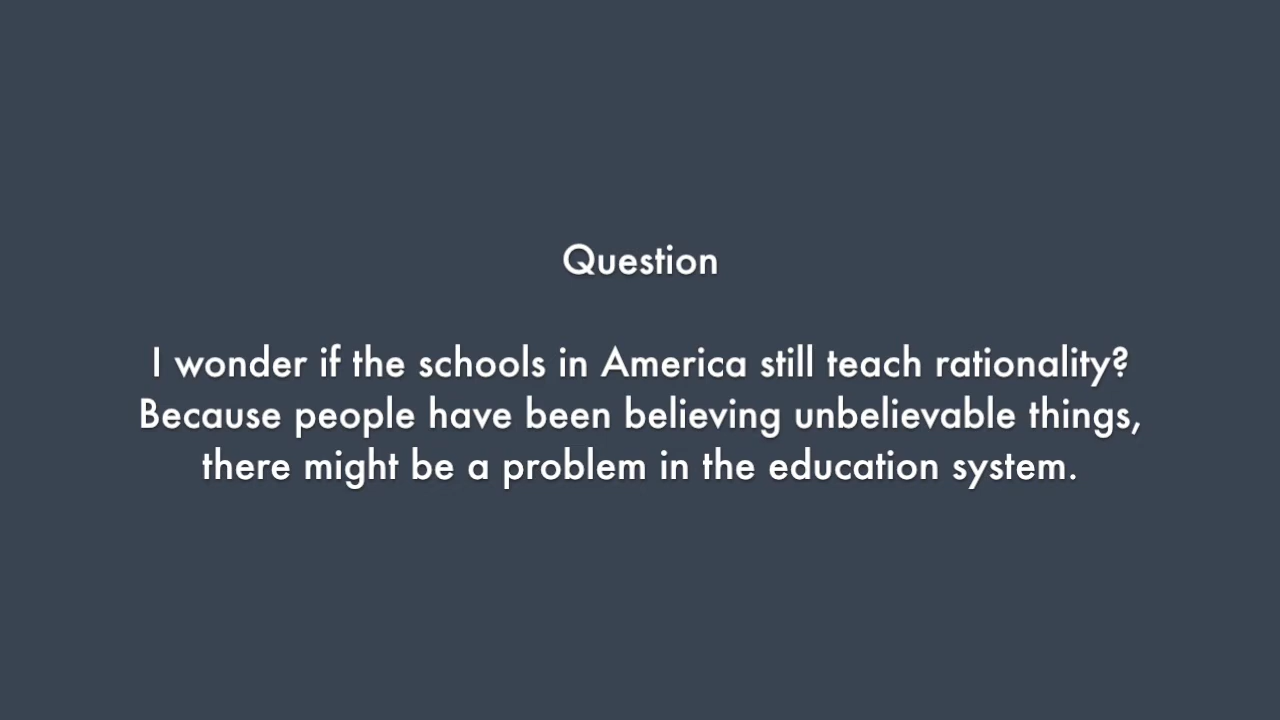 Question
I wonder if the schools in America still teach rationality?
Because people have been believing unbelievable things,
there might be a problem in the education system.